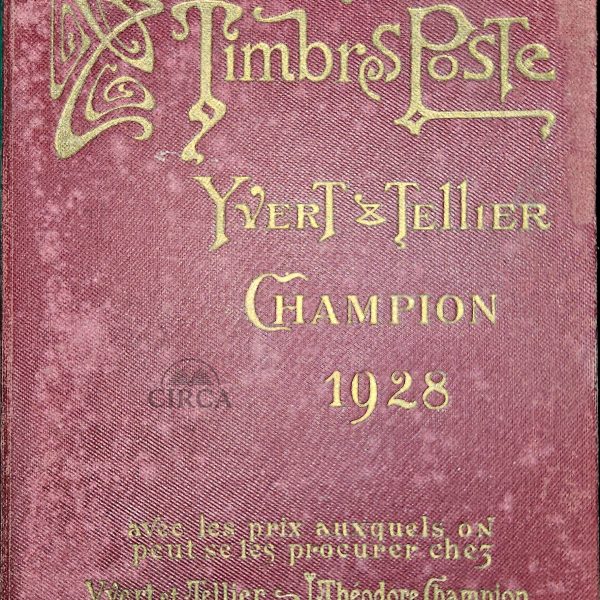 Timbres Poste
Yvert & Tellier
Champion
1928
CIRCA
avec les prix auxquels on
peut se les procurer chez
Yvert et Tellier Théodore Champion